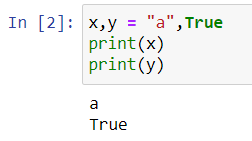 In [2]: x,y = "a",True
print(x)
print(y)
a
True